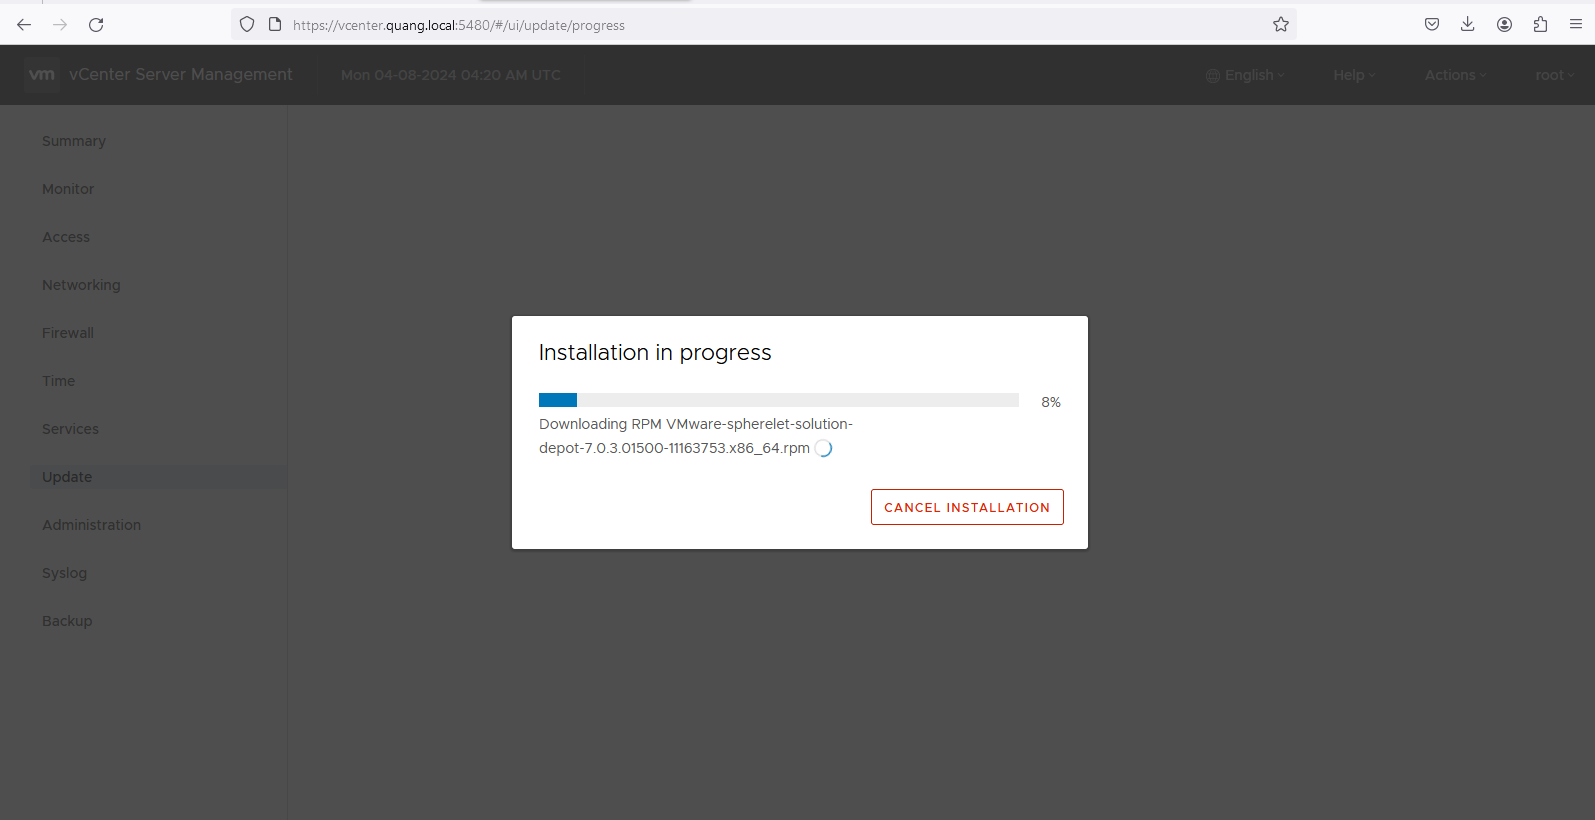 https://vcenter.quang.local:5480/#/ui/update/progress
vm vCenter Server Management Mon 04-08-2024 04:20 AM UTC English Help Actions root
Summary
Monitor
Access
Networking
Firewall
Time
Services
Update
Administration
Syslog
Backup
Installation in progress
8%
Downloading RPM VMware-spherelet-solution-
depot-7.0.3.01500-11163753.x86_64.rpm
CANCEL INSTALLATION